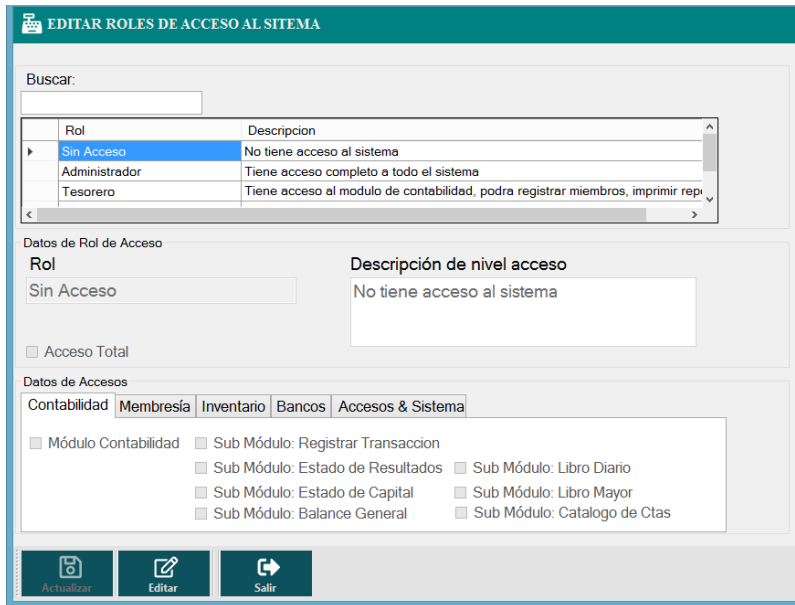 EDITAR ROLES DE ACCESO AL SITEMA
Buscar:
Rol Descripcion
Sin Acceso No tiene acceso al sistema
Administrador Tiene acceso completo a todo el sistema
Tesorero Tiene acceso al modulo de contabilidad, podra registrar miembros, imprimir rep
Datos de Rol de Acceso
Rol Descripción de nivel acceso
Sin Acceso No tiene acceso al sistema
Acceso Total
Datos de Accesos
Contabilidad Membresía Inventario Bancos Accesos & Sistema
Módulo Contabilidad Sub Módulo: Registrar Transaccion
Sub Módulo: Estado de Resultados Sub Módulo: Libro Diario
Sub Módulo: Estado de Capital Sub Módulo: Libro Mayor
Sub Módulo: Balance General Sub Módulo: Catalogo de Ctas
Actualizar Editar Salir